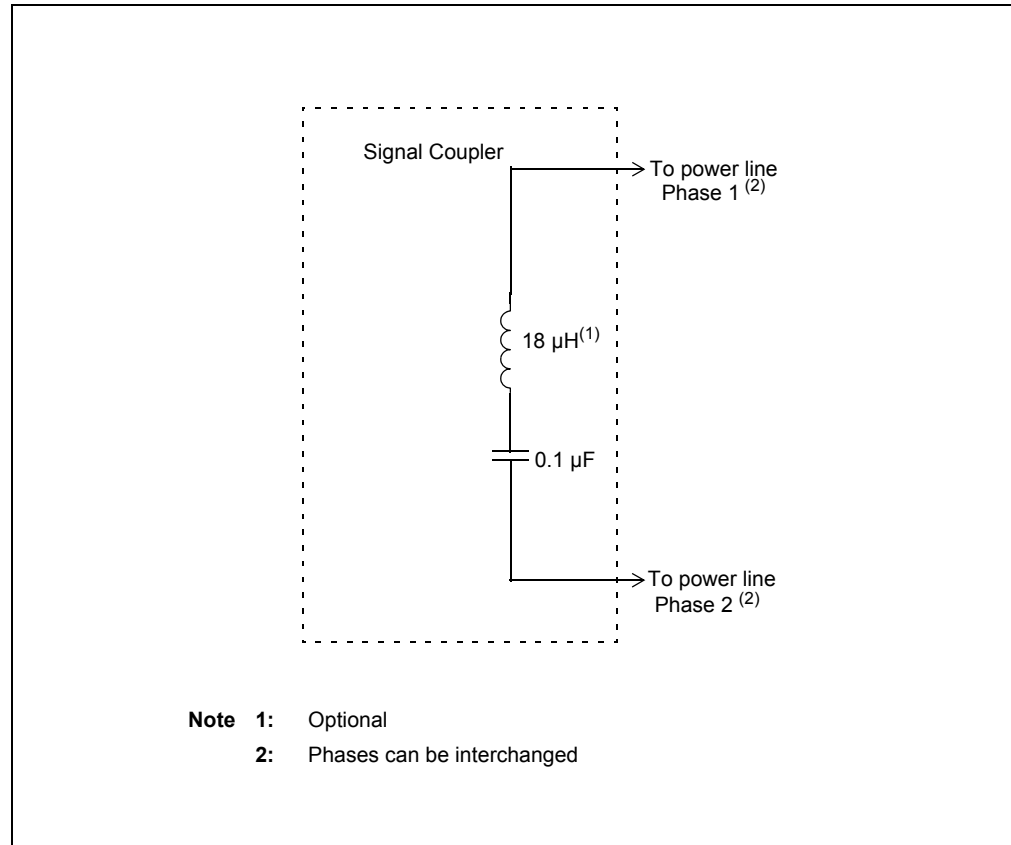 Signal Coupler
To power line
Phase 1 (2)
18 µH(1)
0.1 µF
To power line
Phase 2 (2)
Note 1: Optional
2: Phases can be interchanged